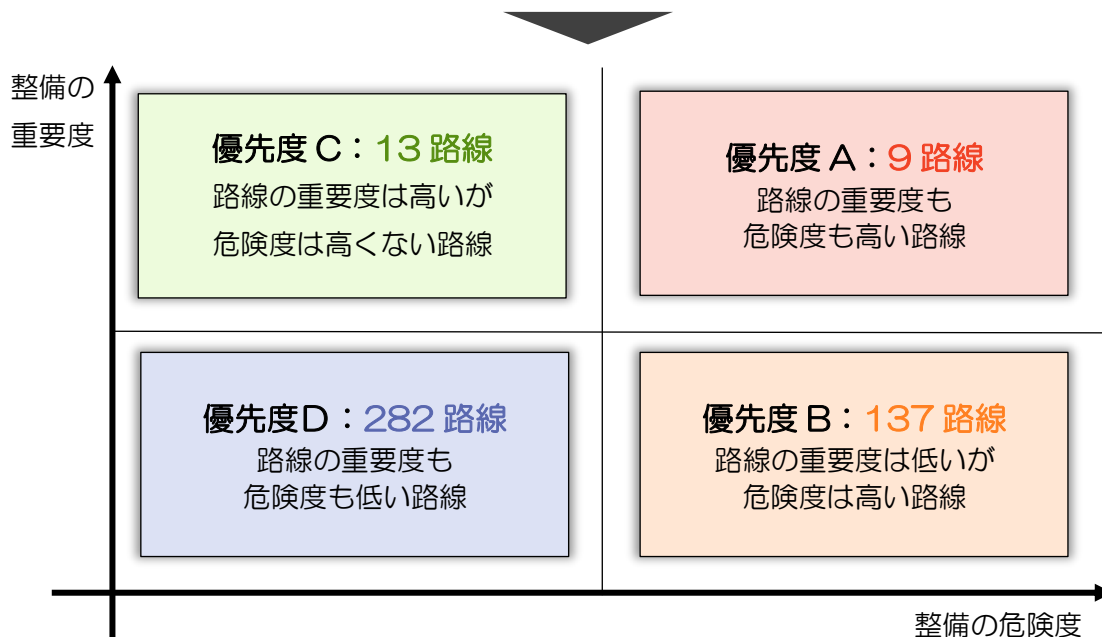 整備の
重要度
優先度 C：13 路線
路線の重要度は高いが
危険度は高くない路線
優先度 A：9 路線
路線の重要度も
危険度も高い路線
優先度D：282 路線
路線の重要度も
危険度も低い路線
優先度 B：137 路線
路線の重要度は低いが
危険度は高い路線
整備の危険度